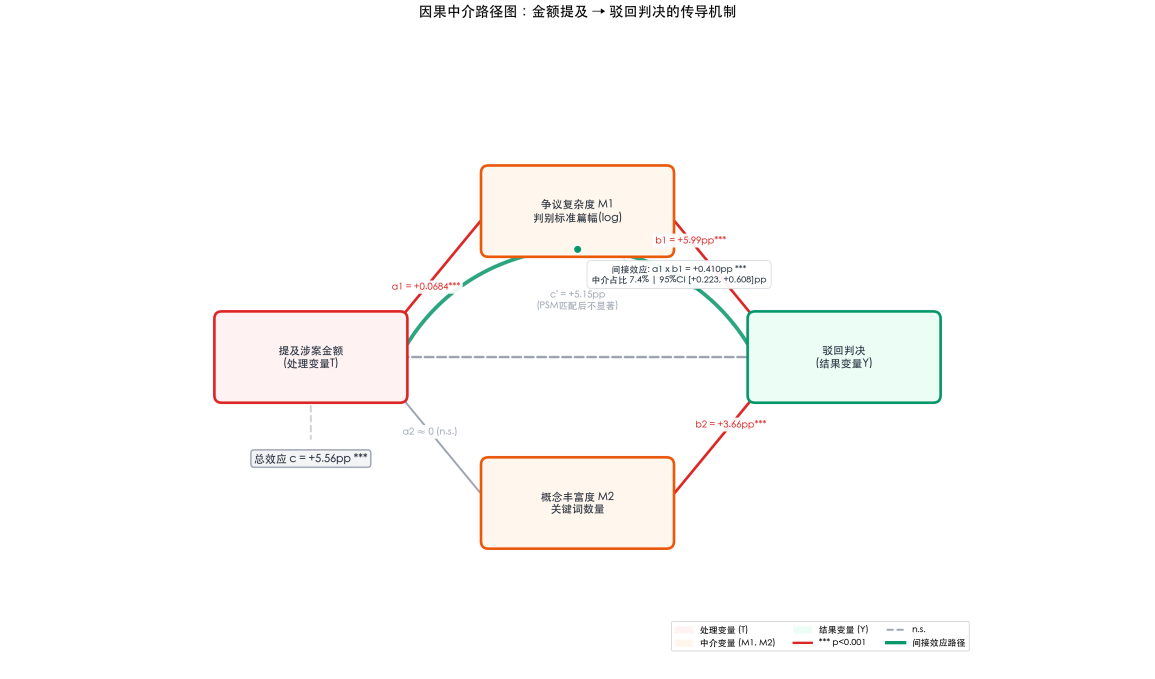 因果中介路径图：金额提及 → 驳回判决的传导机制
争议复杂度 M1
判别标准篇幅(log)
b1 = +5.99pp***
间接效应: a1 x b1 = +0.410pp ***
中介占比 7.4% | 95%CI [+0.223, +0.608]pp
a1 = +0.0684***
c' = +5.15pp
(PSM匹配后不显著)
提及涉案金额
(处理变量T)
驳回判决
(结果变量Y)
a2 ≈ 0 (n.s.)
b2 = +3.66pp***
总效应 c = +5.56pp ***
概念丰富度 M2
关键词数量
处理变量 (T)
结果变量 (Y)
n.s.
中介变量 (M1, M2)
*** p<0.001
间接效应路径